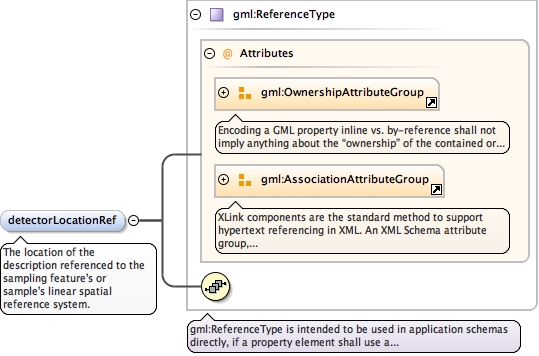 gml:ReferenceType
@ Attributes
gml:OwnershipAttributeGroup
Encoding a GML property inline vs. by-reference shall not
imply anything about the “ownership” of the contained or...
gml:AssociationAttributeGroup
XLink components are the standard method to support
hypertext referencing in XML. An XML Schema attribute
group,...
detectorLocationRef
The location of the
description referenced to the
sampling feature's or
sample's linear spatial
reference system.
gml:ReferenceType is intended to be used in application schemas
directly, if a property element shall use a...